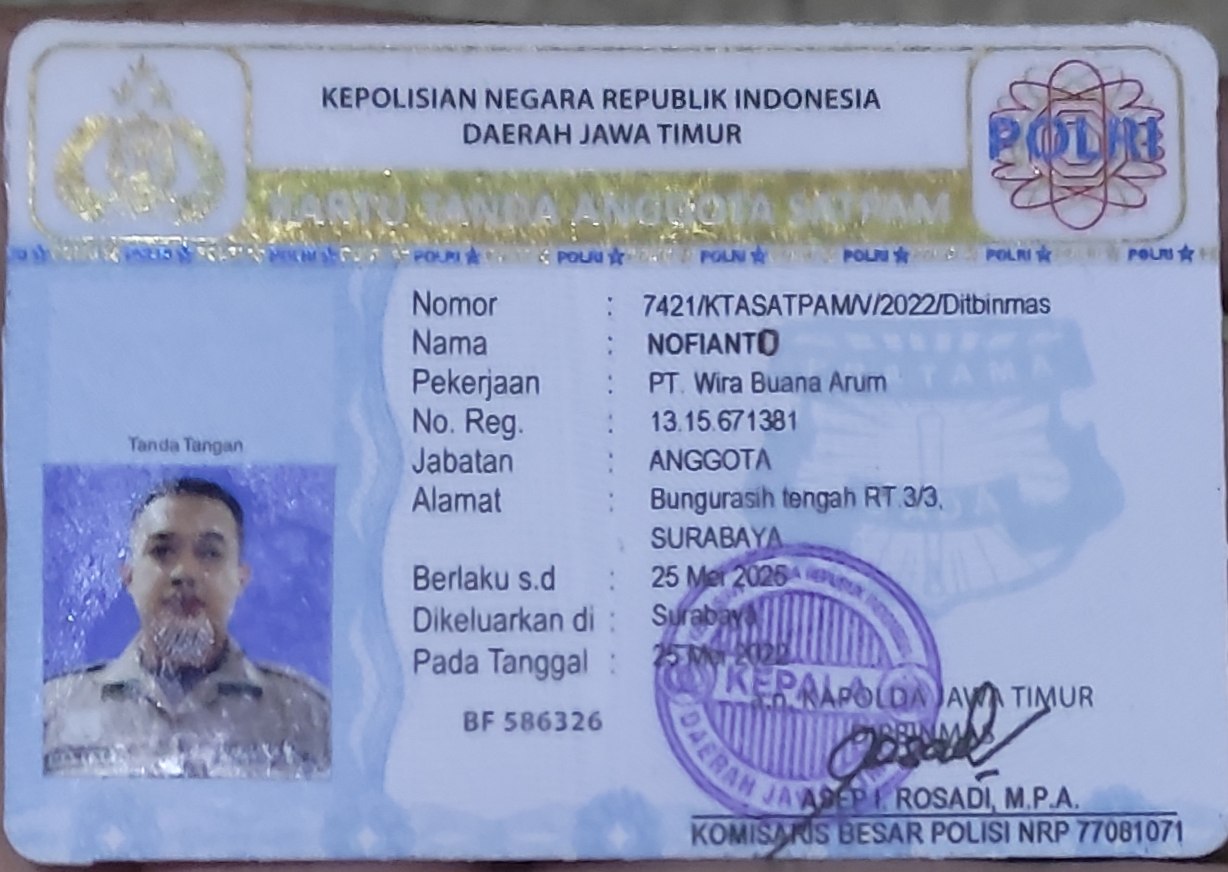 KEPOLISIAN NEGARA REPUBLIK INDONESIA
DAERAH JAWA TIMUR
POLRI
KARTU TANDA ANGGOTA SATPAM
POLRI POLRI POLRI POLRI POLRI POLRI
Nomor : 7421/KTASATPAM/V/2022/Ditbinmas
Nama : NOFIANTO
Pekerjaan : PT. Wira Buana Arum
No. Reg. : 13.15.671381
Jabatan : ANGGOTA
Alamat : Bungurasih tengah RT.3/3,
SURABAYA
Tanda Tangan
Berlaku s.d : 25 Mei 2025
Dikeluarkan di : Surabaya
Pada Tanggal : 25 Mei 2022
BF 586326
KEPALA
DAERAH JAWA
a.n. KAPOLDA JAWA TIMUR
DIRBINMAS
ASEP I. ROSADI, M.P.A.
KOMISARIS BESAR POLISI NRP 77081071